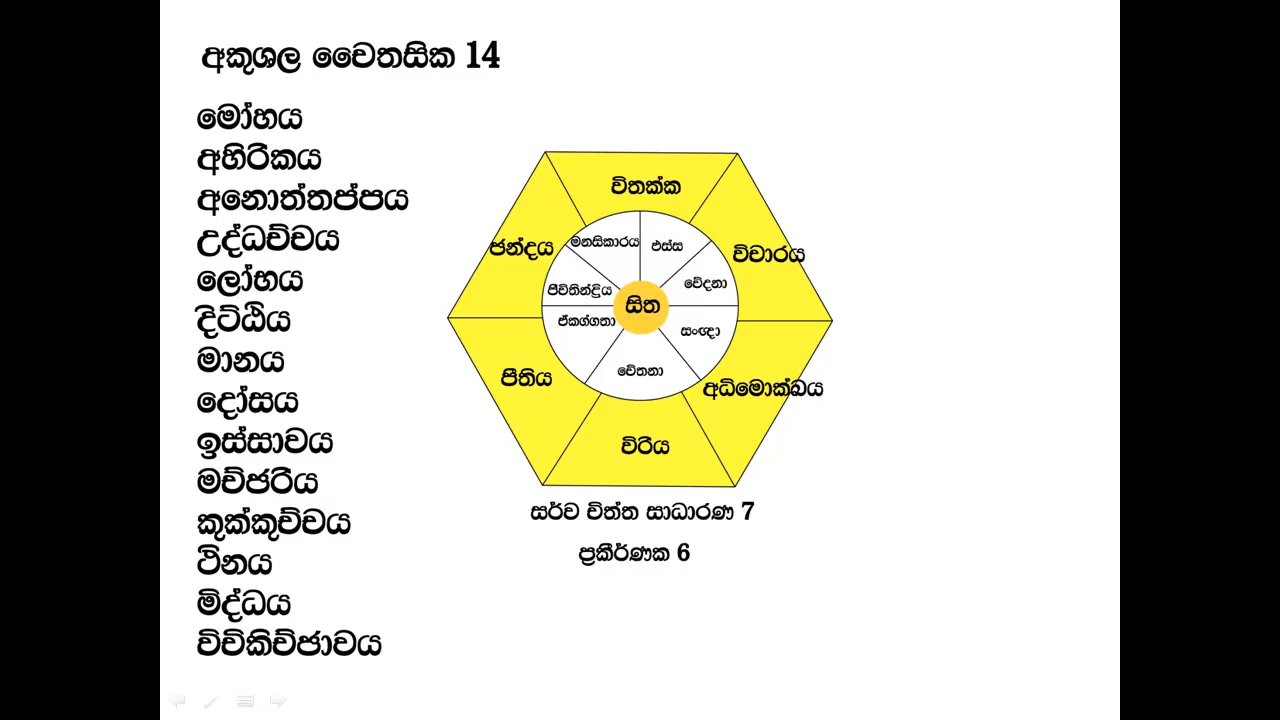 අකුශල චෛතසික 14
මෝහය
අහිරිකය
අනොත්තප්පය
උද්ධච්චය
ලෝභය
දිට්ඨිය
මානය
දෝසය
ඉස්සාවය
මච්ඡරිය
කුක්කුච්චය
ථිනය
මිද්ධය
විචිකිච්ඡාවය
විතක්ක
ඡන්දය
මනසිකාරය
ඵස්ස
විචාරය
ජීවිතින්ද්‍රිය
වේදනා
සිත
ඒකග්ගතා
සංඥා
චේතනා
පීතිය
අධිමොක්ඛය
විරිය
සර්ව චිත්ත සාධාරණ 7
ප්‍රකීර්ණක 6